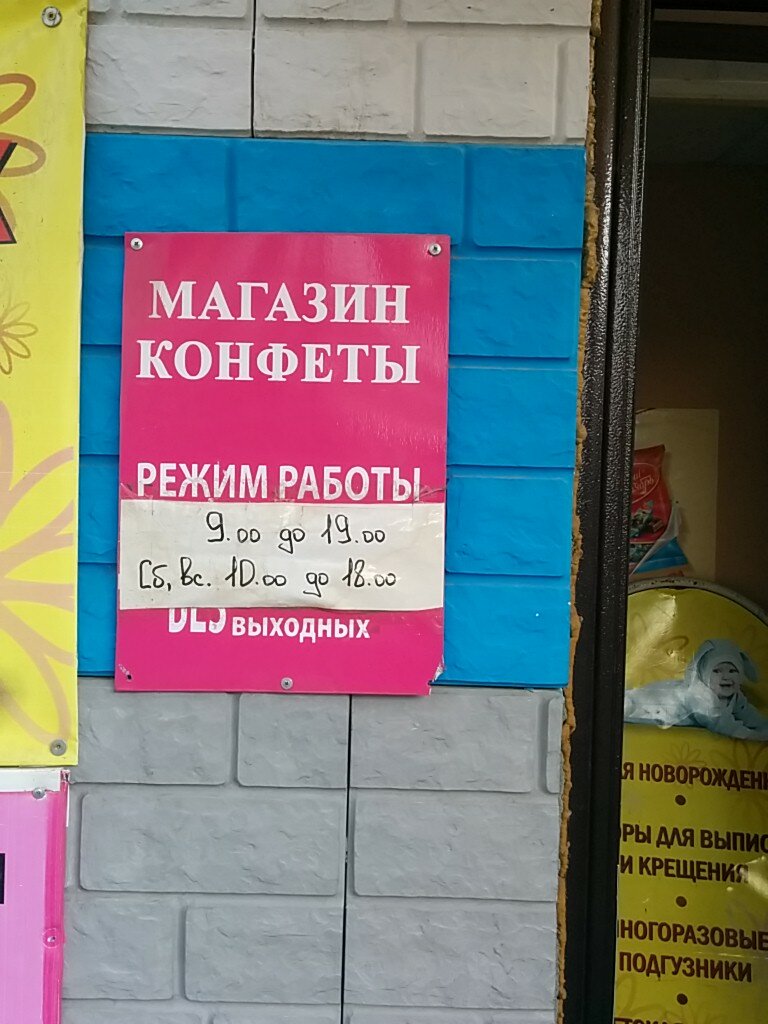 МАГАЗИН
КОНФЕТЫ
РЕЖИМ РАБОТЫ
9.00 до 19.00
Сб, Вс. 10.00 до 18.00
ВЫХОДНЫХ
Я НОВОРОЖДЕН
РЫ ДЛЯ ВЫПИС
И КРЕЩЕНИЯ
НОГОРАЗОВЫЕ
ПОДГУЗНИКИ